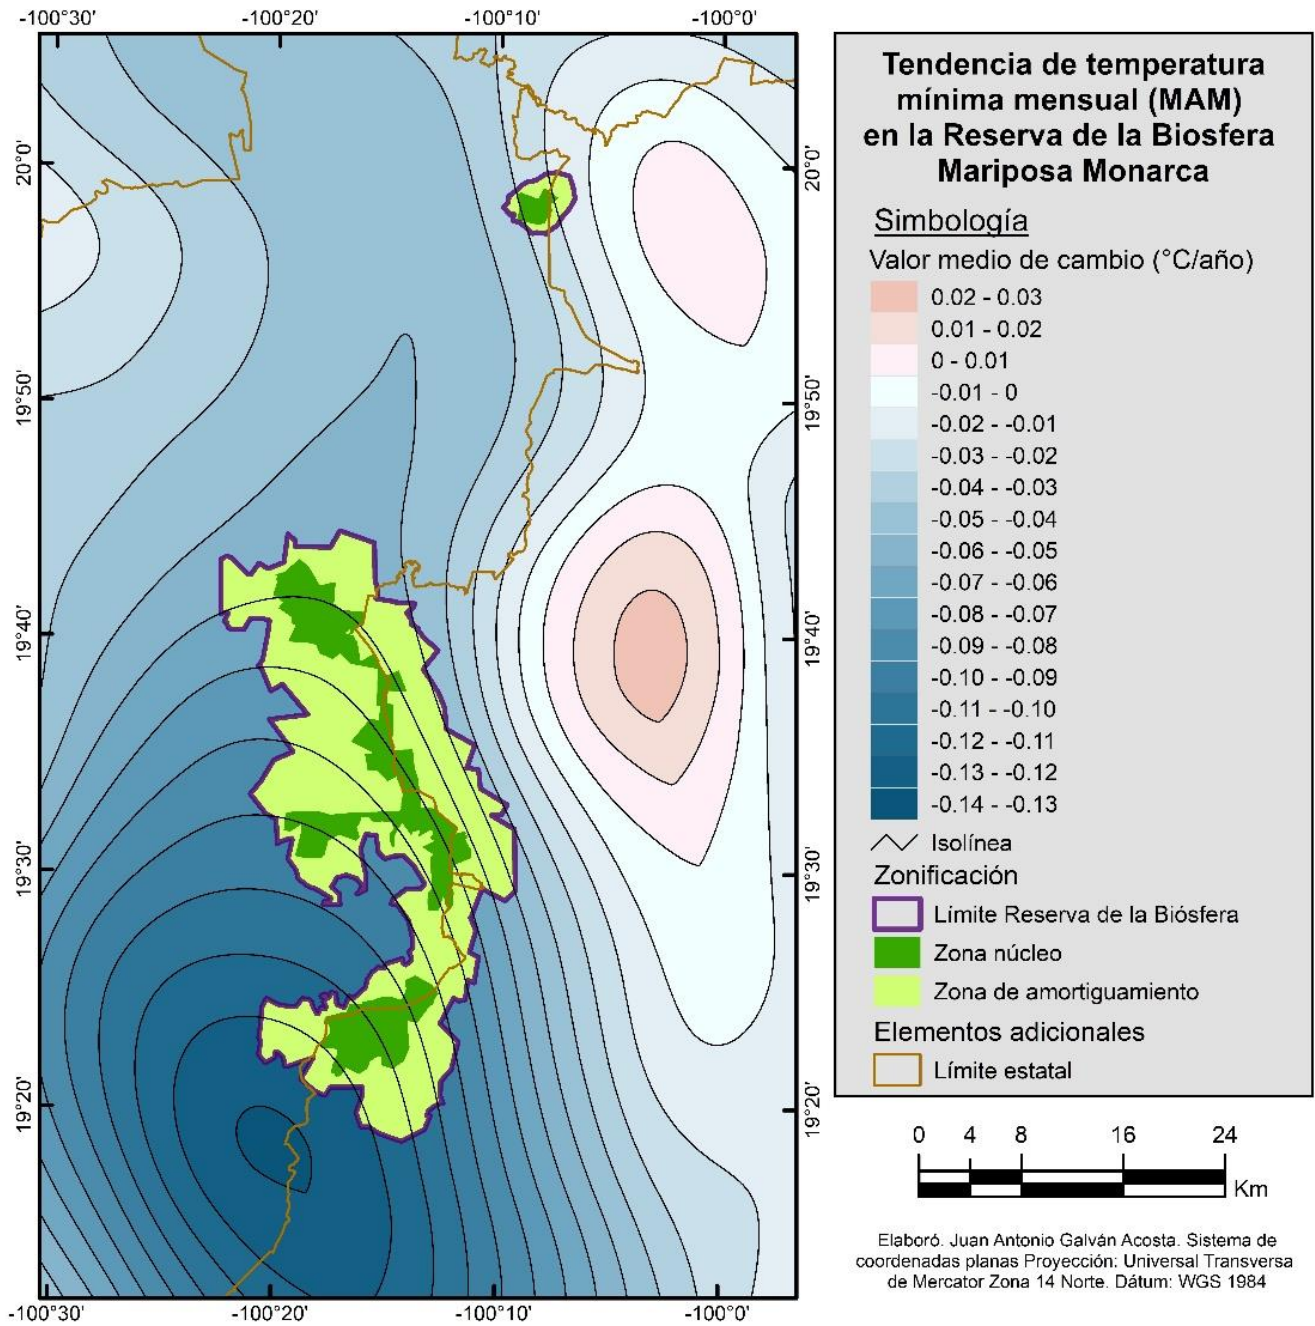 -100°30' -100°20' -100°10' -100°0'
20°0' 20°0'
19°50' 19°50'
19°40' 19°40'
19°30' 19°30'
19°20' 19°20'
-100°30' -100°20' -100°10' -100°0'
Tendencia de temperatura
mínima mensual (MAM)
en la Reserva de la Biosfera
Mariposa Monarca
Simbología
Valor medio de cambio (°C/año)
0.02 - 0.03
0.01 - 0.02
0 - 0.01
-0.01 - 0
-0.02 - -0.01
-0.03 - -0.02
-0.04 - -0.03
-0.05 - -0.04
-0.06 - -0.05
-0.07 - -0.06
-0.08 - -0.07
-0.09 - -0.08
-0.10 - -0.09
-0.11 - -0.10
-0.12 - -0.11
-0.13 - -0.12
-0.14 - -0.13
Isolínea
Zonificación
Límite Reserva de la Biósfera
Zona núcleo
Zona de amortiguamiento
Elementos adicionales
Límite estatal
0 4 8 16 24
Km
Elaboró. Juan Antonio Galván Acosta. Sistema de
coordenadas planas Proyección: Universal Transversa
de Mercator Zona 14 Norte. Dátum: WGS 1984